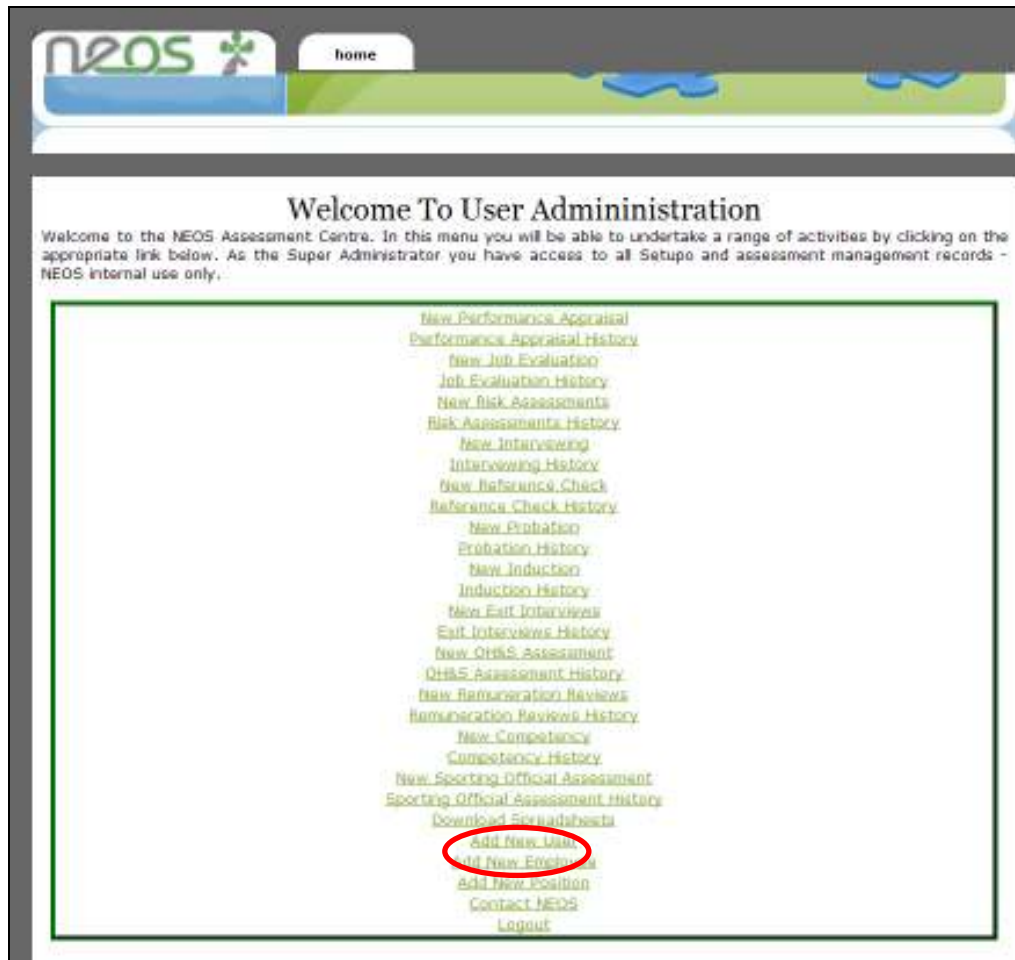 neos
home
Welcome To User Admininistration
Welcome to the NEOS Assessment Centre. In this menu you will be able to undertake a range of activities by clicking on the
appropriate link below. As the Super Administrator you have access to all Setupo and assessment management records -
NEOS internal use only.
New Performance Appraisal
Performance Appraisal History
New Job Evaluation
Job Evaluation History
New Risk Assessments
Risk Assessments History
New Intervewing
Intervewing History
New Reference Check
Reference Check History
New Probation
Probation History
New Induction
Induction History
New Exit Interviews
Exit Interviews History
New OH&S Assessment
OH&S Assessment History
New Remuneration Reviews
Remuneration Reviews History
New Competency
Competency History
New Sporting Official Assessment
Sporting Official Assessment History
Download Spreadsheets
Add New User
Add New Employee
Add New Position
Contact NEOS
Logout